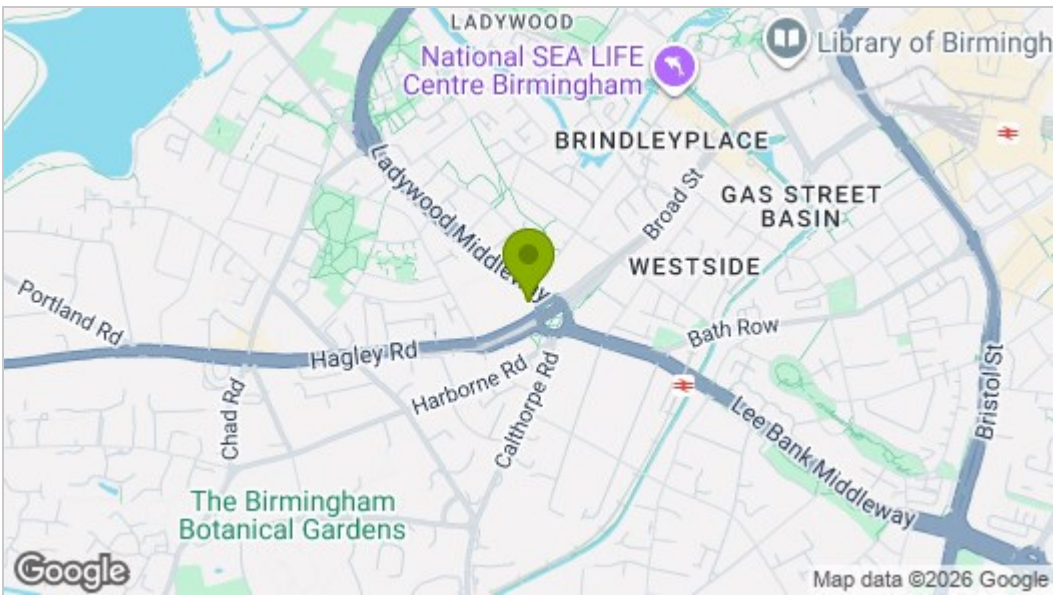 LADYWOOD
National SEA LIFE
Centre Birmingham
Library of Birmingh
BRINDLEYPLACE
Ladywood Middleway
Broad St
GAS STREET
BASIN
WESTSIDE
Portland Rd
Hagley Rd
Bath Row
Harborne Rd
Calthorpe Rd
Chad Rd
Bristol St
Lee Bank Middleway
The Birmingham
Botanical Gardens
Google
Map data ©2026 Google